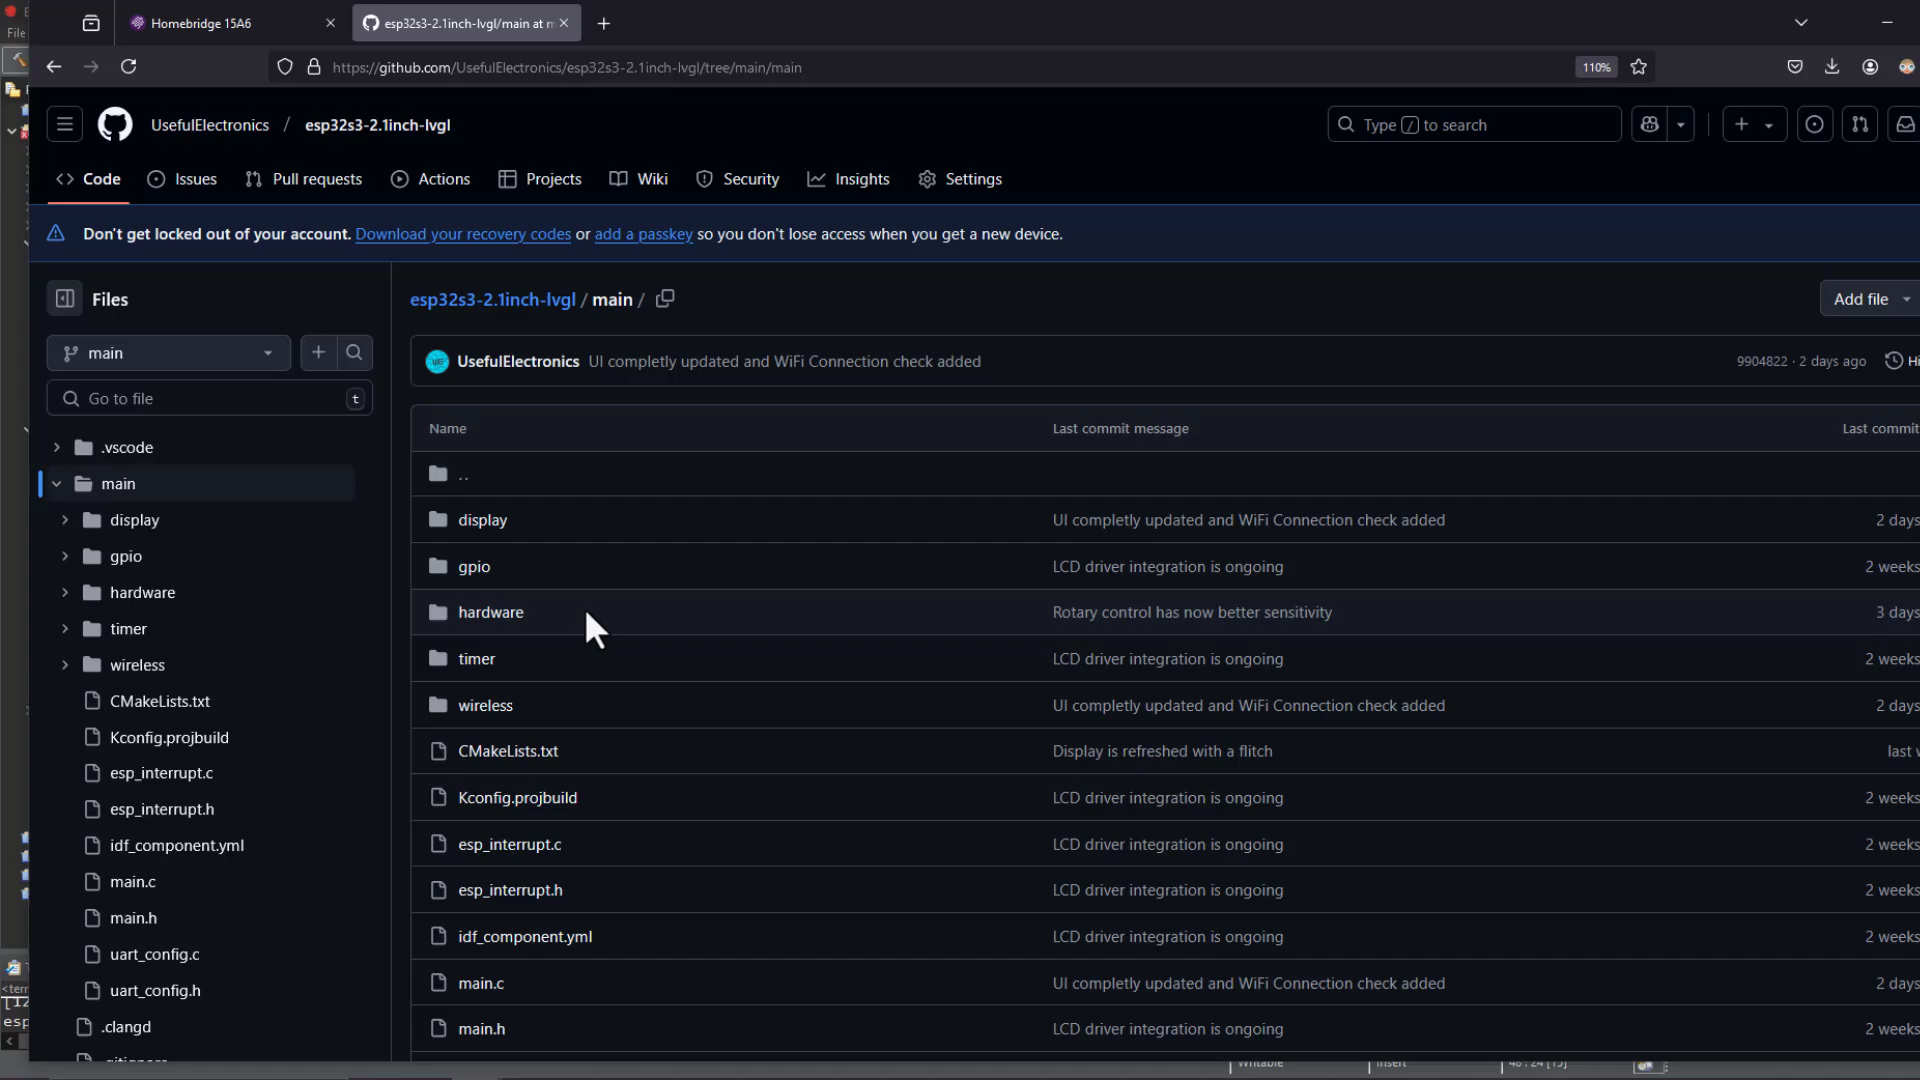 Homebridge 15A6
esp32s3-2.1inch-lvgl/main at m
File
https://github.com/UsefulElectronics/esp32s3-2.1inch-lvgl/tree/main/main
110%
UsefulElectronics / esp32s3-2.1inch-lvgl
Type / to search
Code Issues Pull requests Actions Projects Wiki Security Insights Settings
Don't get locked out of your account. Download your recovery codes or add a passkey so you don't lose access when you get a new device.
Files
esp32s3-2.1inch-lvgl / main /
Add file
main
UsefulElectronics UI completly updated and WiFi Connection check added 9904822 · 2 days ago Hi
Go to file t
Name Last commit message Last commit
.vscode
..
main
display
display UI completly updated and WiFi Connection check added 2 days
gpio
gpio LCD driver integration is ongoing 2 weeks
hardware
hardware Rotary control has now better sensitivity 3 days
timer
timer LCD driver integration is ongoing 2 weeks
wireless
wireless UI completly updated and WiFi Connection check added 2 days
CMakeLists.txt
CMakeLists.txt Display is refreshed with a flitch last w
Kconfig.projbuild
Kconfig.projbuild LCD driver integration is ongoing 2 weeks
esp_interrupt.c
esp_interrupt.c LCD driver integration is ongoing 2 weeks
esp_interrupt.h
esp_interrupt.h LCD driver integration is ongoing 2 weeks
idf_component.yml
idf_component.yml LCD driver integration is ongoing 2 weeks
main.c
main.c UI completly updated and WiFi Connection check added 2 days
main.h
main.h LCD driver integration is ongoing 2 weeks
uart_config.c
uart_config.h
.clangd
.gitignore
<ter
esp
Writable Insert